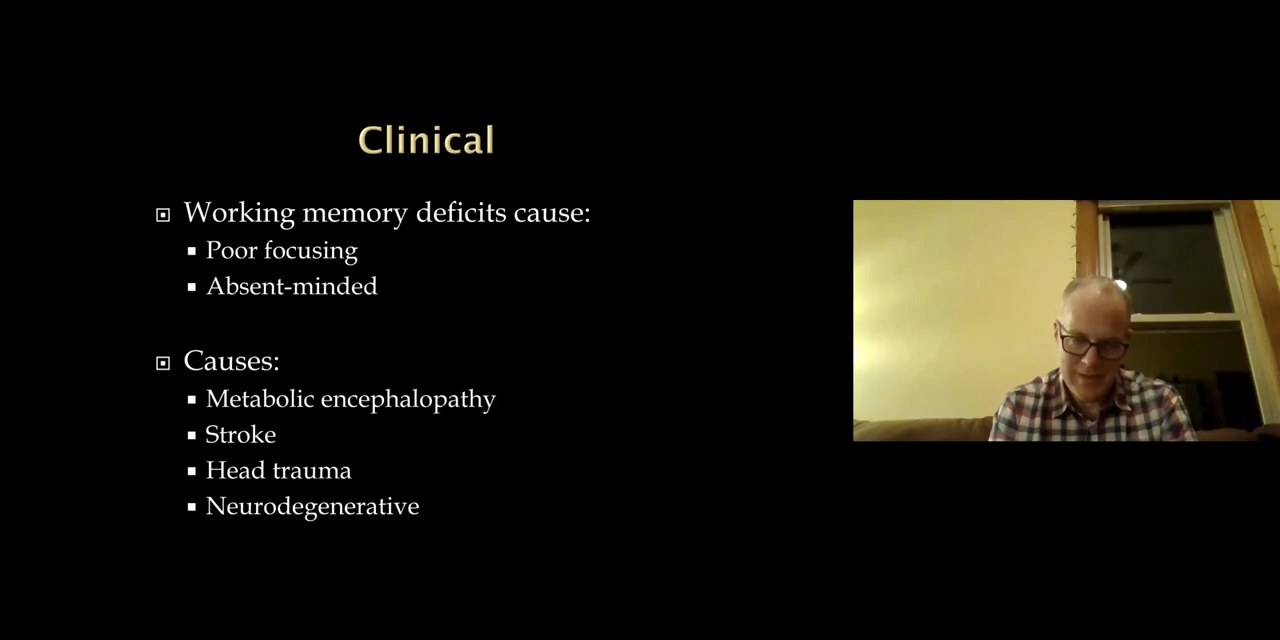 Clinical
Working memory deficits cause:
Poor focusing
Absent-minded
Causes:
Metabolic encephalopathy
Stroke
Head trauma
Neurodegenerative